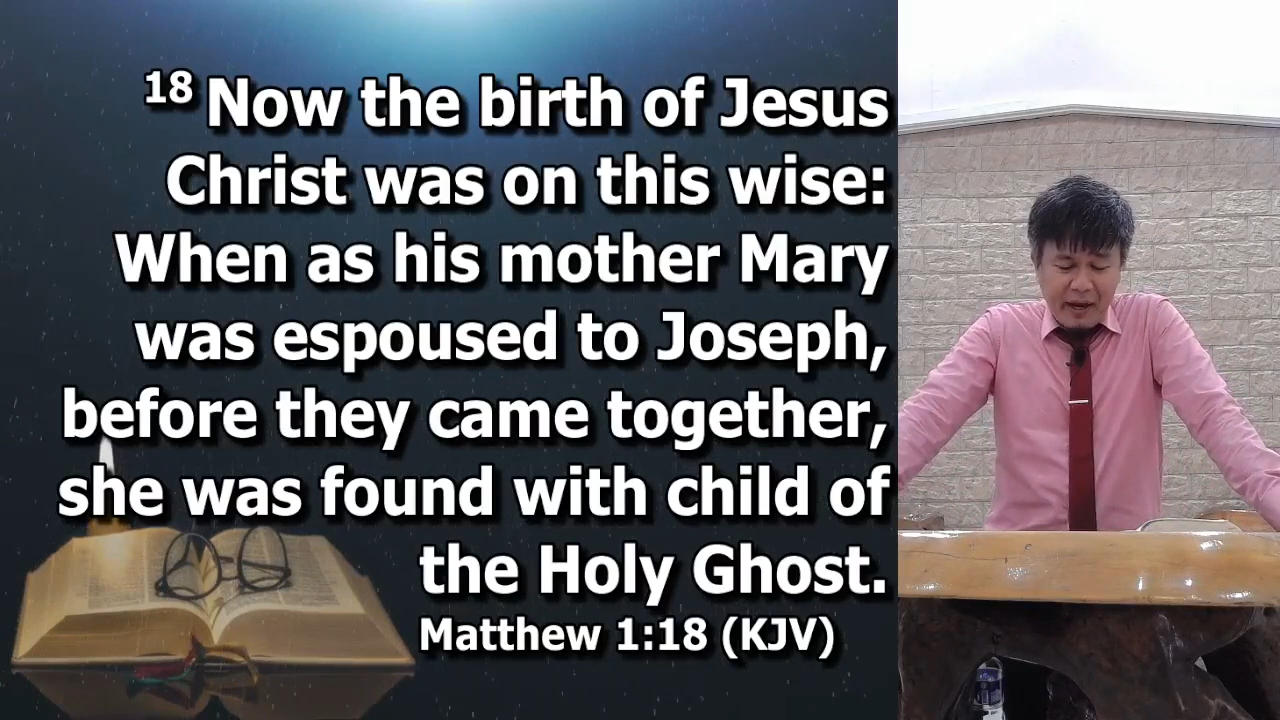 18 Now the birth of Jesus
Christ was on this wise:
When as his mother Mary
was espoused to Joseph,
before they came together,
she was found with child of
the Holy Ghost.
Matthew 1:18 (KJV)